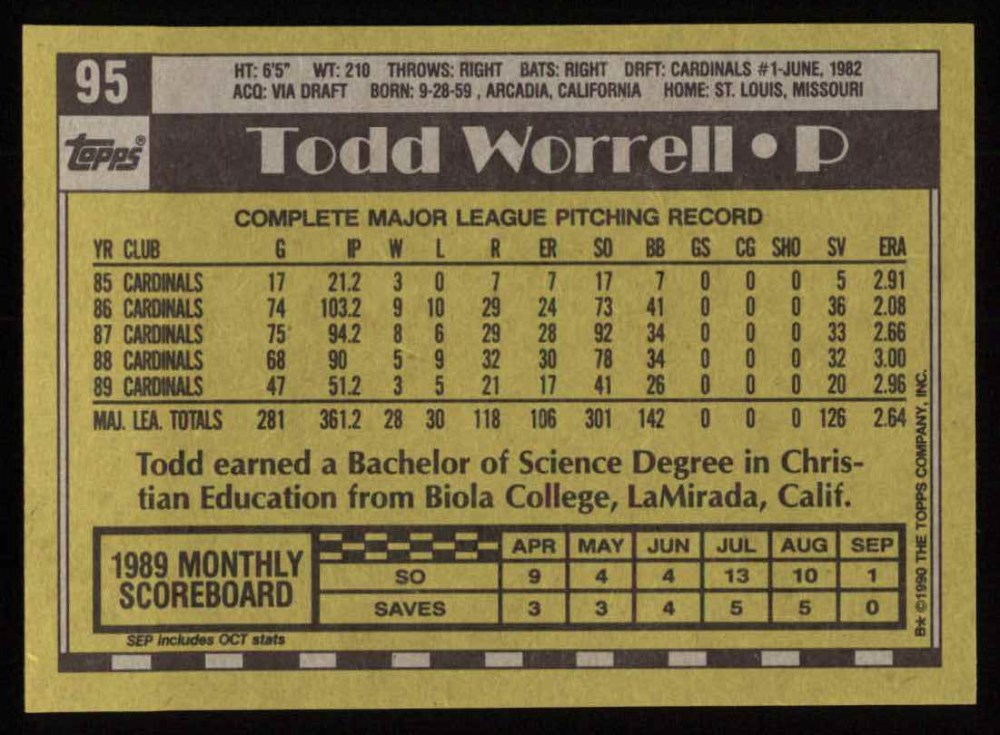 95
HT: 6'5" WT: 210 THROWS: RIGHT BATS: RIGHT DRFT: CARDINALS #1-JUNE, 1982
ACQ: VIA DRAFT BORN: 9-28-59 , ARCADIA, CALIFORNIA HOME: ST. LOUIS, MISSOURI
topps®
Todd Worrell • P
COMPLETE MAJOR LEAGUE PITCHING RECORD
YR CLUB G IP W L R ER SO BB GS CG SHO SV ERA
85 CARDINALS 17 21.2 3 0 7 7 17 7 0 0 0 5 2.91
86 CARDINALS 74 103.2 9 10 29 24 73 41 0 0 0 36 2.08
87 CARDINALS 75 94.2 8 6 29 28 92 34 0 0 0 33 2.66
88 CARDINALS 68 90 5 9 32 30 78 34 0 0 0 32 3.00
89 CARDINALS 47 51.2 3 5 21 17 41 26 0 0 0 20 2.96
MAJ. LEA. TOTALS 281 361.2 28 30 118 106 301 142 0 0 0 126 2.64
Todd earned a Bachelor of Science Degree in Chris-
tian Education from Biola College, LaMirada, Calif.
1989 MONTHLY
SCOREBOARD
APR MAY JUN JUL AUG SEP
SO 9 4 4 13 10 1
SAVES 3 3 4 5 5 0
SEP includes OCT stats
B* ©1990 THE TOPPS COMPANY, INC.